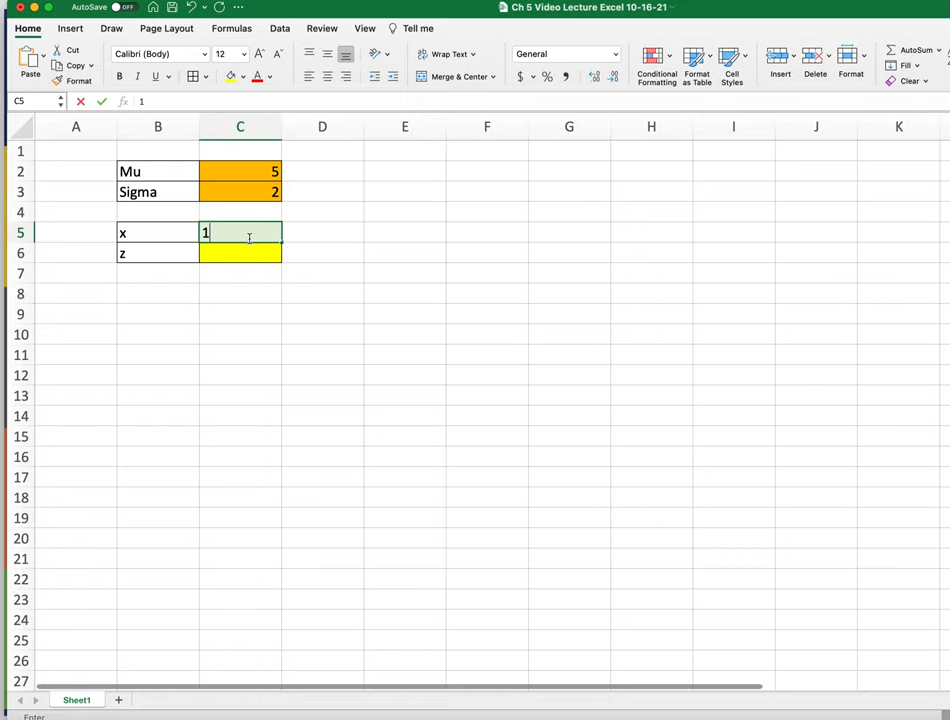 AutoSave OFF
Ch 5 Video Lecture Excel 10-16-21
Home Insert Draw Page Layout Formulas Data Review View Tell me
Paste
Cut
Copy
Format
Calibri (Body) 12 A A
B I U A
Wrap Text
Merge & Center
General
$ % 9
Conditional Formatting
Format as Table
Cell Styles
Insert
Delete
Format
AutoSum
Fill
Clear
C5 fx 1
A B C D E F G H I J K
1
2 Mu 5
3 Sigma 2
4
5 x 1
6 z
7
8
9
10
11
12
13
14
15
16
17
18
19
20
21
22
23
24
25
26
27
Sheet1 +
Enter